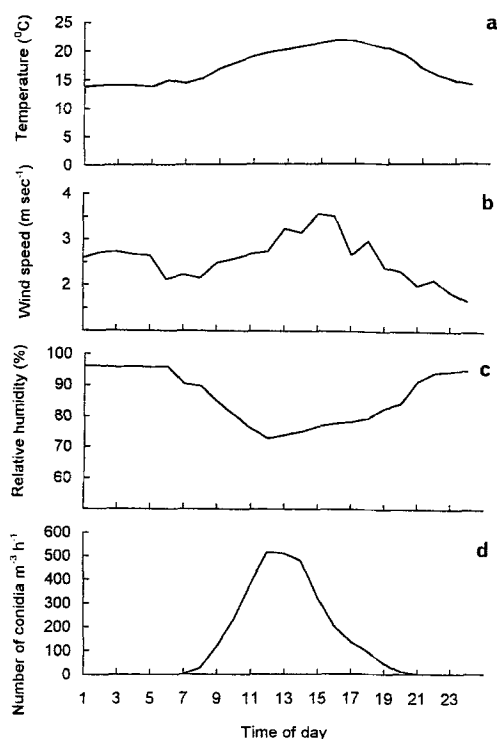 a
Temperature (⁰C)
25
20
15
10
5
0
b
Wind speed (m sec⁻¹)
4
3
2
c
Relative humidity (%)
100
90
80
70
60
d
Number of conidia m⁻³ h⁻¹
600
500
400
300
200
100
0
1 3 5 7 9 11 13 15 17 19 21 23
Time of day